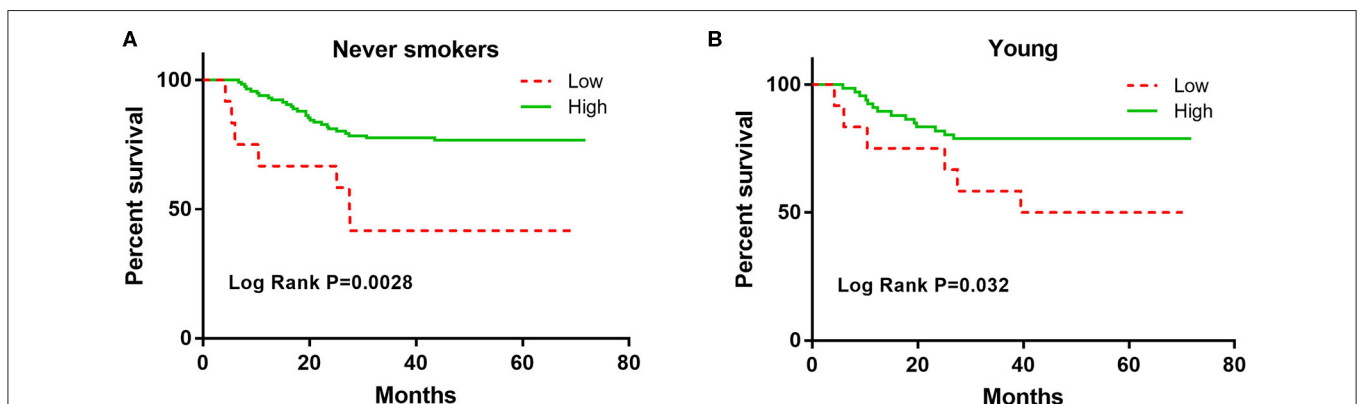 A
Never smokers
Low
High
100
50
0
Percent survival
Log Rank P=0.0028
0 20 40 60 80
Months
B
Young
Low
High
100
50
0
Percent survival
Log Rank P=0.032
0 20 40 60 80
Months